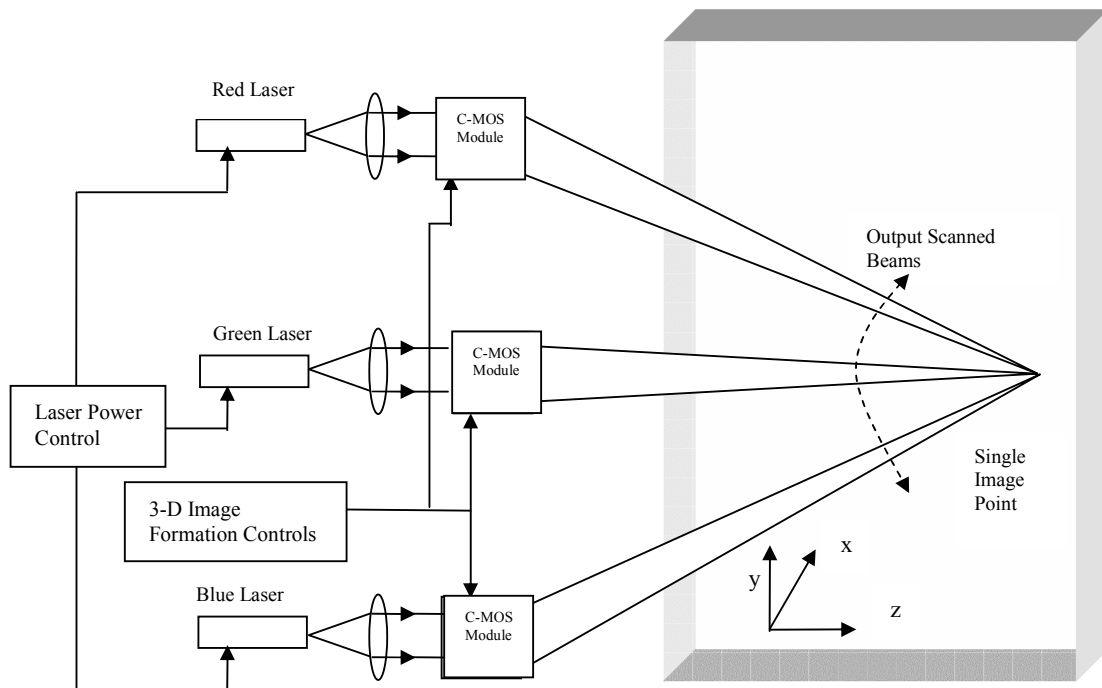 Red Laser
C-MOS
Module
Output Scanned
Beams
Green Laser
C-MOS
Module
Laser Power
Control
Single
Image
Point
3-D Image
Formation Controls
x
y
z
Blue Laser
C-MOS
Module